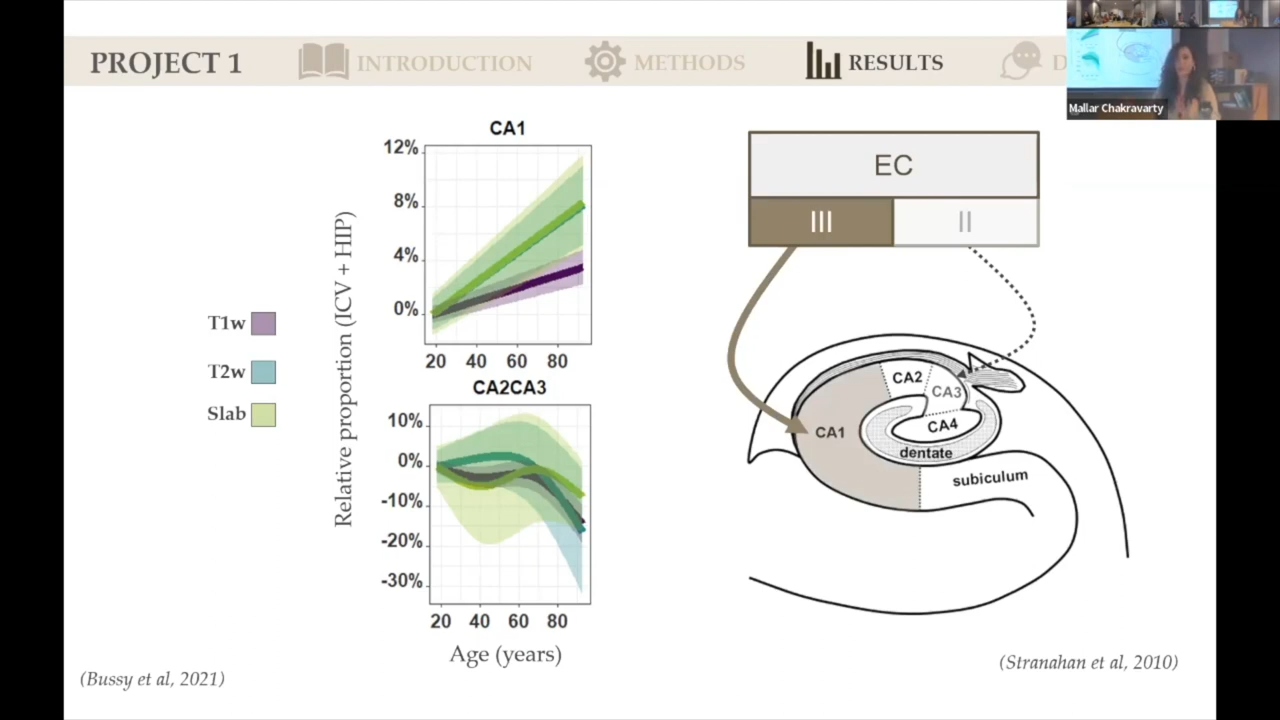 PROJECT 1
INTRODUCTION
METHODS
RESULTS
D
Mallar Chakravarty
T1w
T2w
Slab
Relative proportion (ICV + HIP)
CA1
12%
8%
4%
0%
20 40 60 80
CA2CA3
10%
0%
-10%
-20%
-30%
20 40 60 80
Age (years)
EC
III
II
CA2
CA3
CA1
CA4
dentate
subiculum
(Bussy et al, 2021)
(Stranahan et al, 2010)